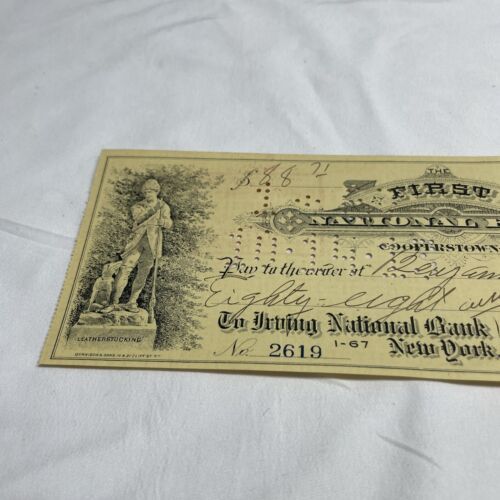 THE
$88 71
FIRST
NATIONAL
COOPERSTOWN
Pay to the order of
Eighty-eight
To Irving National Bank
No. 2619 1-67 New York.
LEATHERSTOCKING